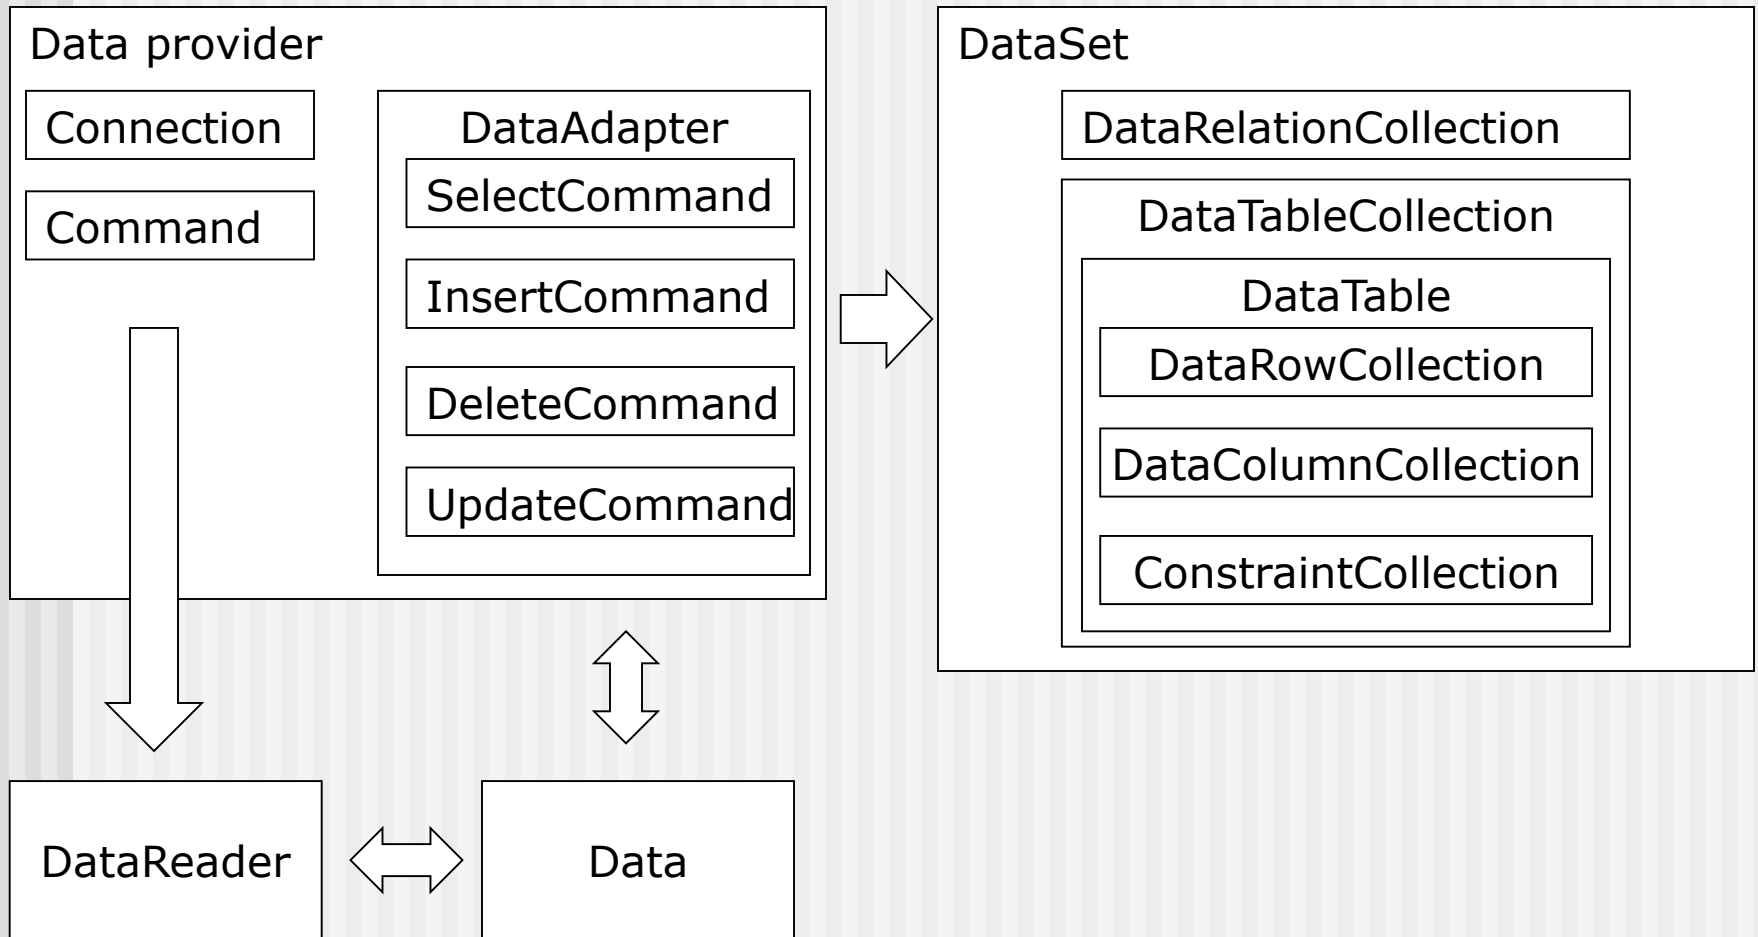 Data provider
Connection
Command
DataAdapter
SelectCommand
InsertCommand
DeleteCommand
UpdateCommand
DataSet
DataRelationCollection
DataTableCollection
DataTable
DataRowCollection
DataColumnCollection
ConstraintCollection
DataReader
Data